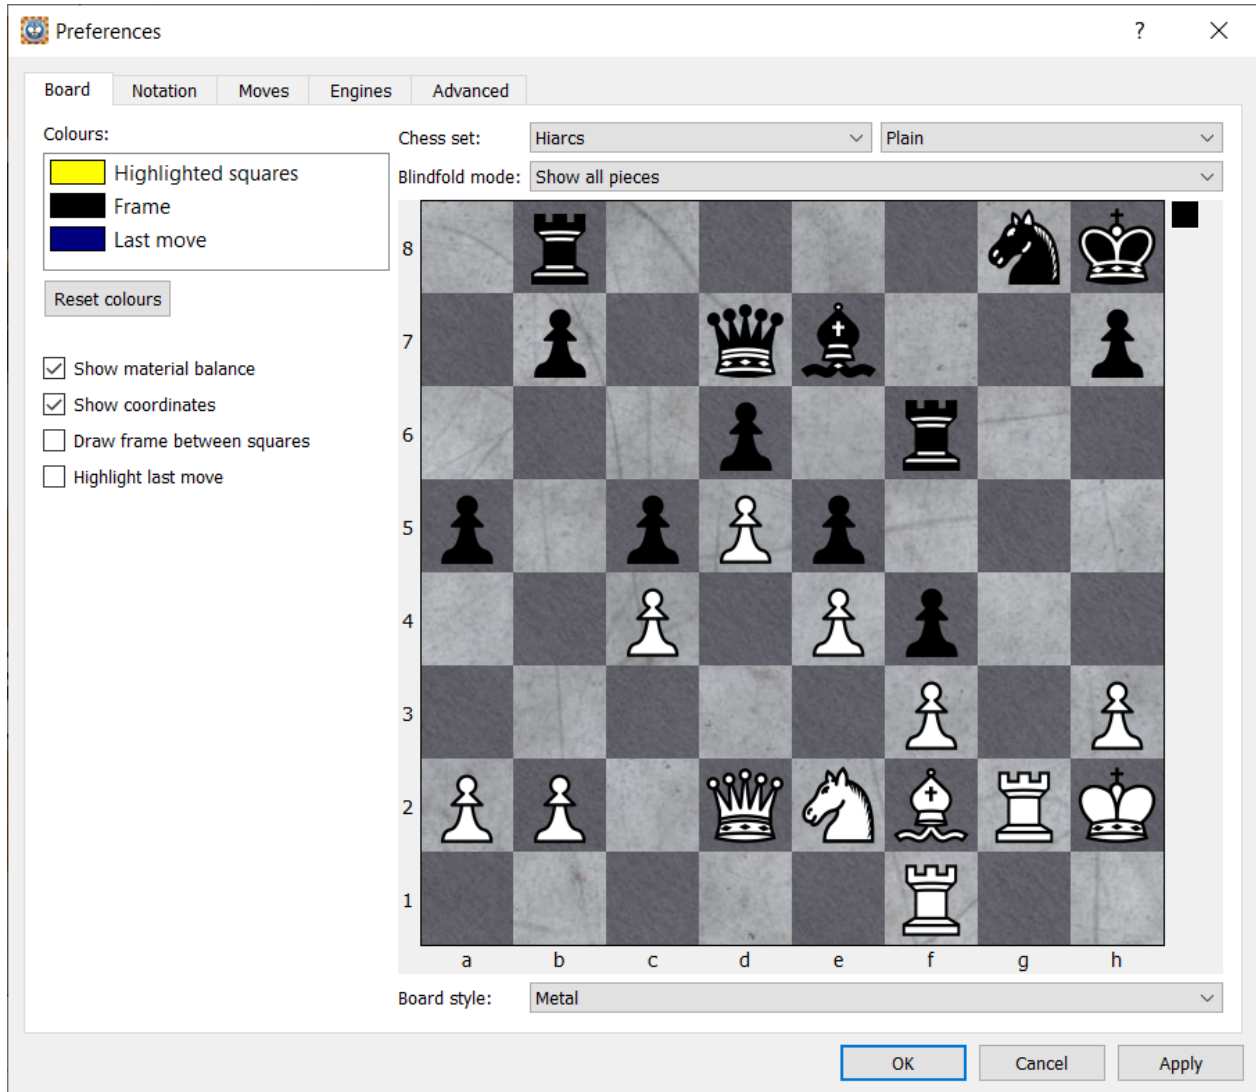 Preferences
?
Board Notation Moves Engines Advanced
Colours:
Highlighted squares
Frame
Last move
Reset colours
Show material balance
Show coordinates
Draw frame between squares
Highlight last move
Chess set: Hiarcs Plain
Blindfold mode: Show all pieces
8
7
6
5
4
3
2
1
a b c d e f g h
Board style: Metal
OK Cancel Apply